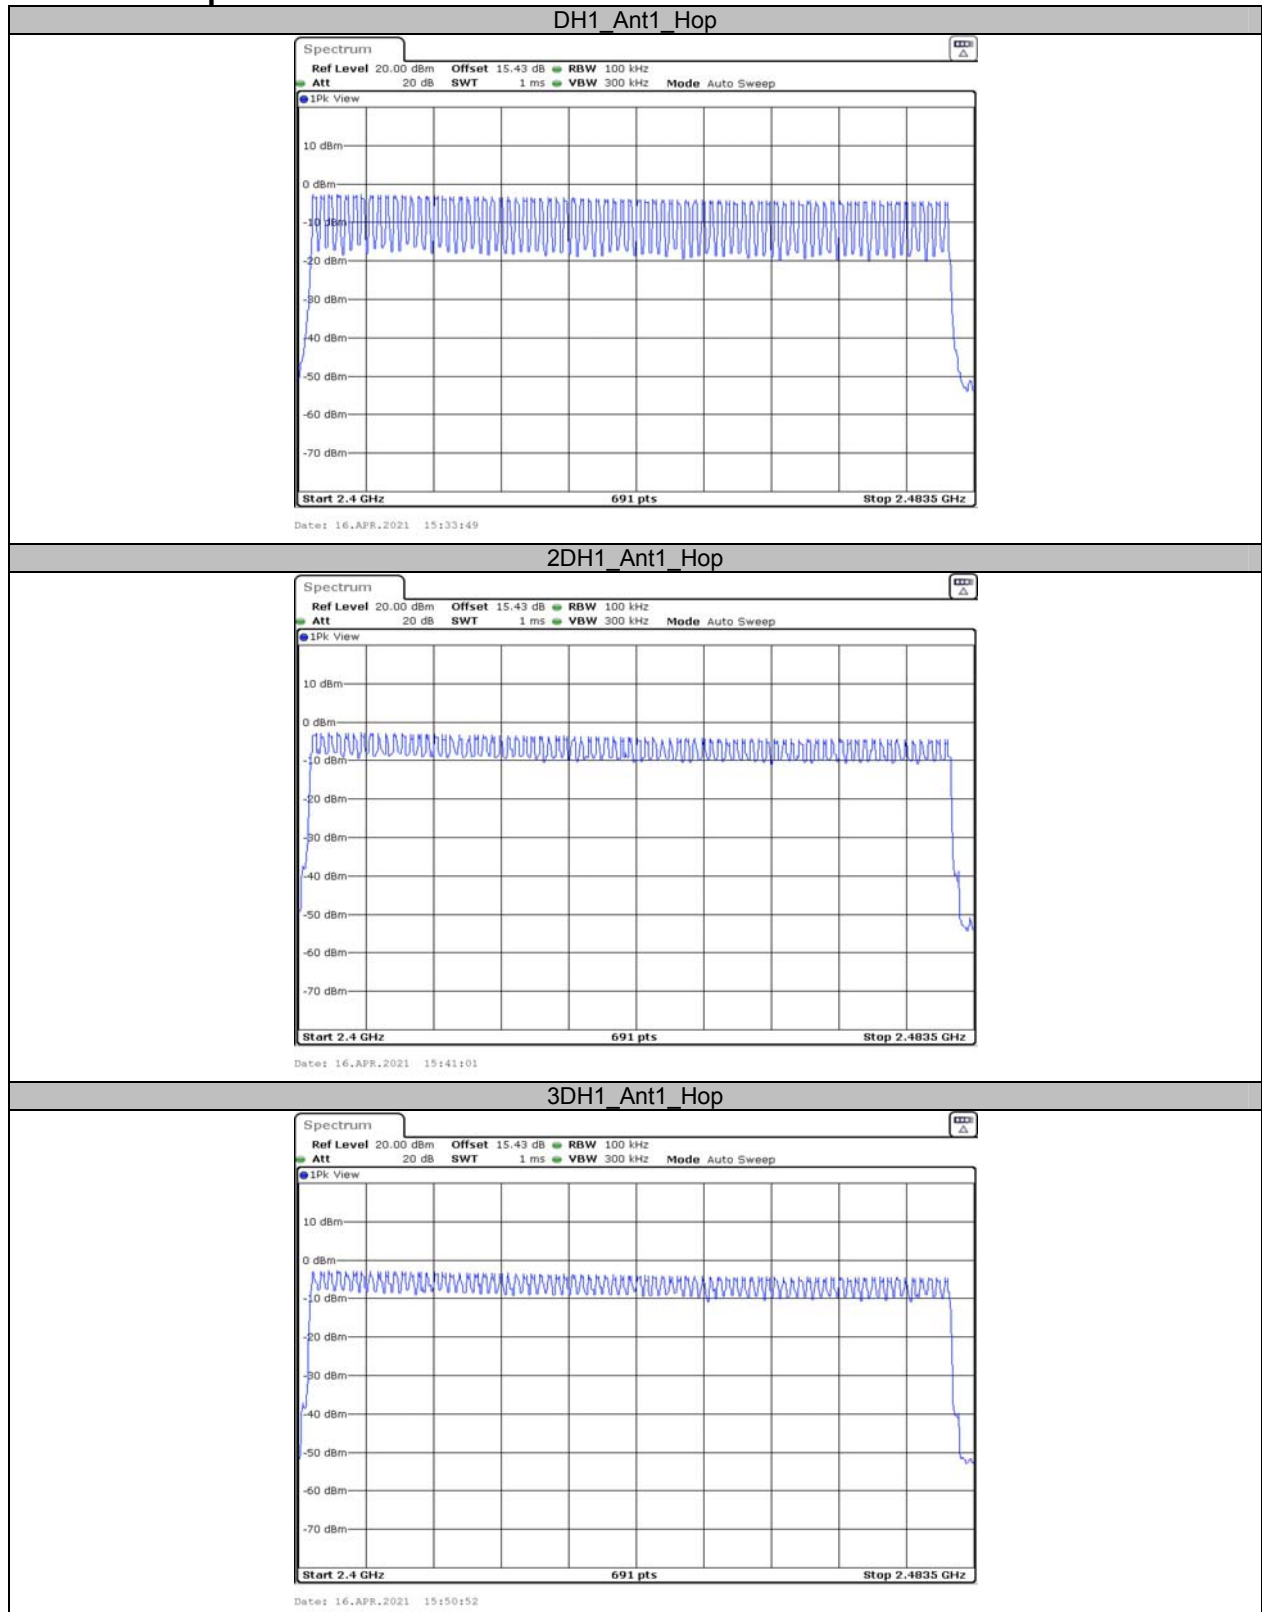 DH1_Ant1_Hop
Spectrum
Ref Level 20.00 dBm Offset 15.43 dB RBW 100 kHz
Att 20 dB SWT 1 ms VBW 300 kHz Mode Auto Sweep
1Pk View
10 dBm
0 dBm
-10 dBm
-20 dBm
-30 dBm
-40 dBm
-50 dBm
-60 dBm
-70 dBm
Start 2.4 GHz 691 pts Stop 2.4835 GHz
Date: 16.APR.2021 15:33:49
2DH1_Ant1_Hop
Spectrum
Ref Level 20.00 dBm Offset 15.43 dB RBW 100 kHz
Att 20 dB SWT 1 ms VBW 300 kHz Mode Auto Sweep
1Pk View
10 dBm
0 dBm
-10 dBm
-20 dBm
-30 dBm
-40 dBm
-50 dBm
-60 dBm
-70 dBm
Start 2.4 GHz 691 pts Stop 2.4835 GHz
Date: 16.APR.2021 15:41:01
3DH1_Ant1_Hop
Spectrum
Ref Level 20.00 dBm Offset 15.43 dB RBW 100 kHz
Att 20 dB SWT 1 ms VBW 300 kHz Mode Auto Sweep
1Pk View
10 dBm
0 dBm
-10 dBm
-20 dBm
-30 dBm
-40 dBm
-50 dBm
-60 dBm
-70 dBm
Start 2.4 GHz 691 pts Stop 2.4835 GHz
Date: 16.APR.2021 15:50:52